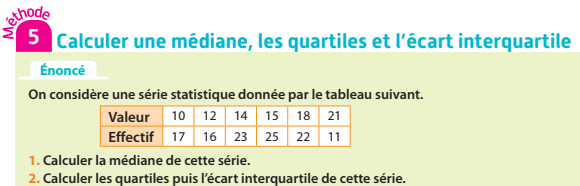 Méthode
5 Calculer une médiane, les quartiles et l'écart interquartile
Énoncé
On considère une série statistique donnée par le tableau suivant.
Valeur 10 12 14 15 18 21
Effectif 17 16 23 25 22 11
1. Calculer la médiane de cette série.
2. Calculer les quartiles puis l'écart interquartile de cette série.